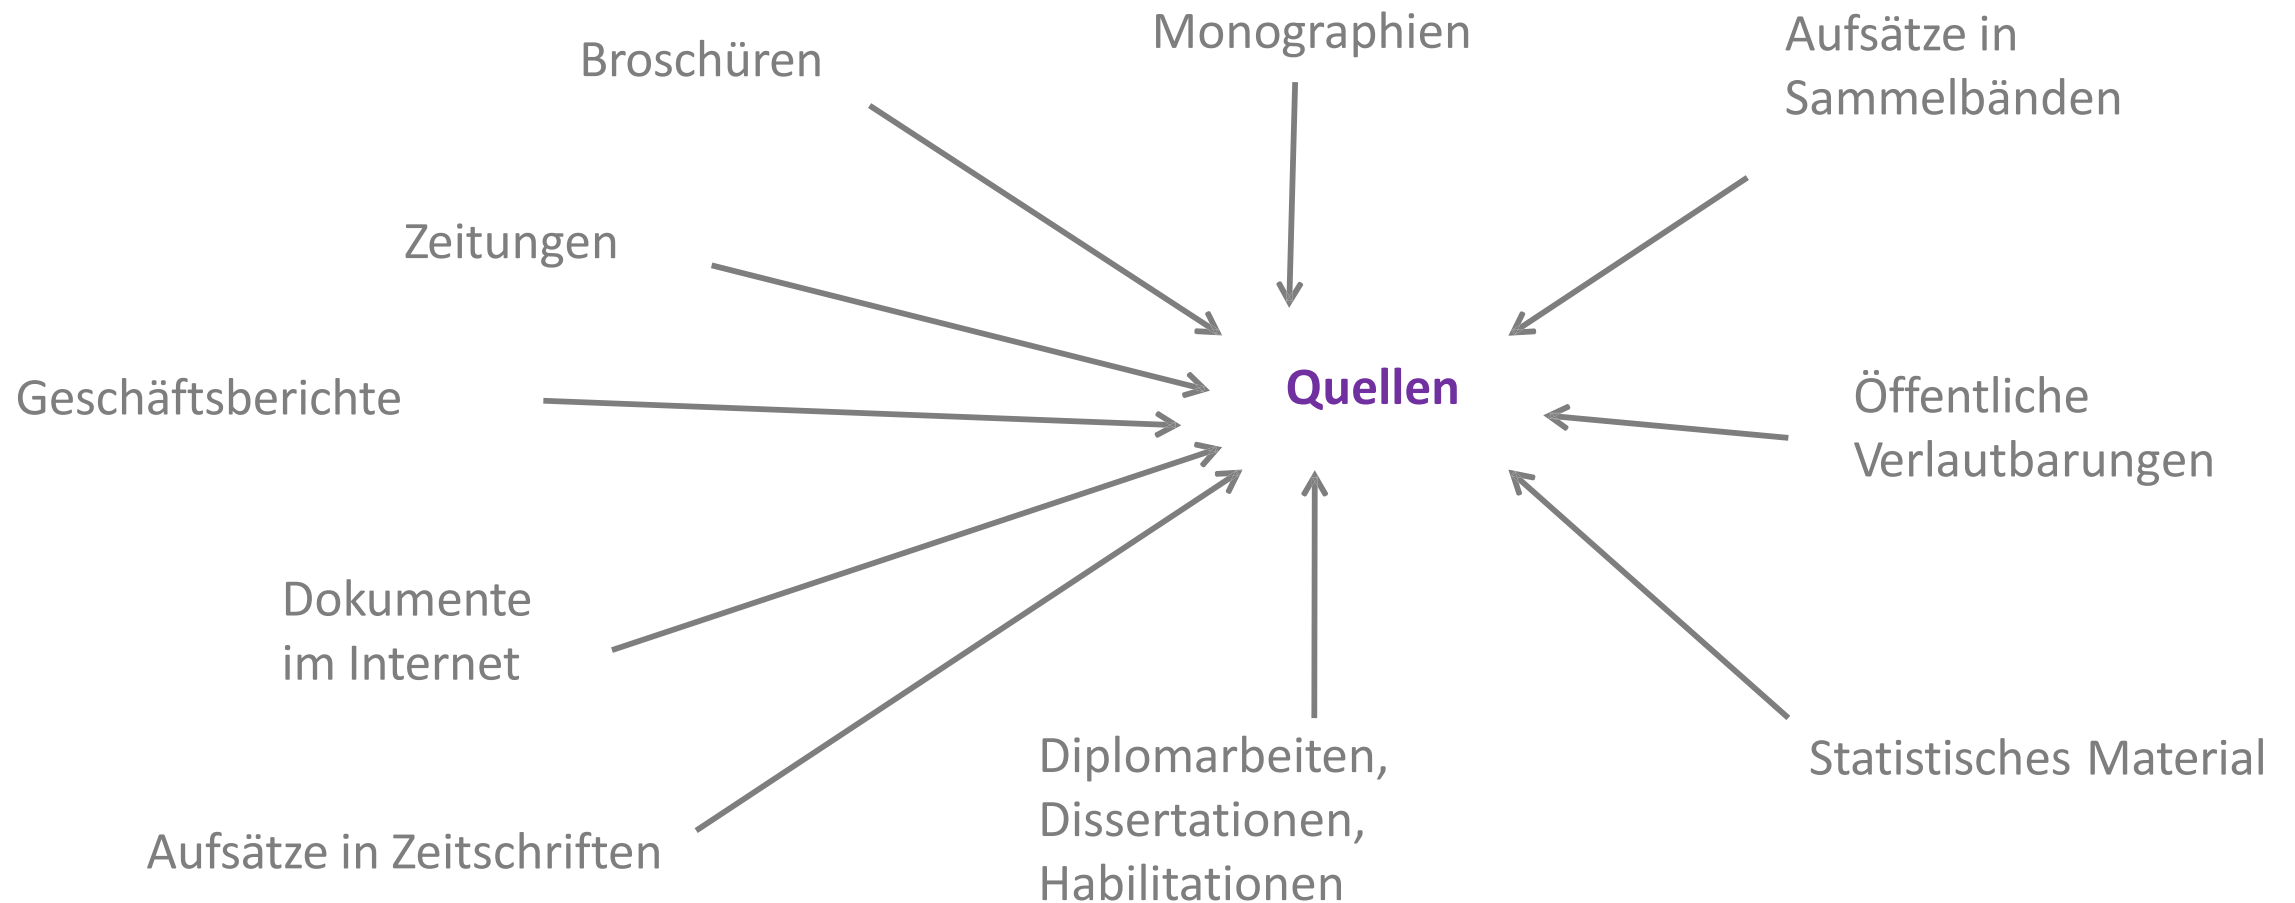 Broschüren
Monographien
Aufsätze in
Sammelbänden
Zeitungen
Geschäftsberichte
Quellen
Öffentliche
Verlautbarungen
Dokumente
im Internet
Aufsätze in Zeitschriften
Diplomarbeiten,
Dissertationen,
Habilitationen
Statistisches Material